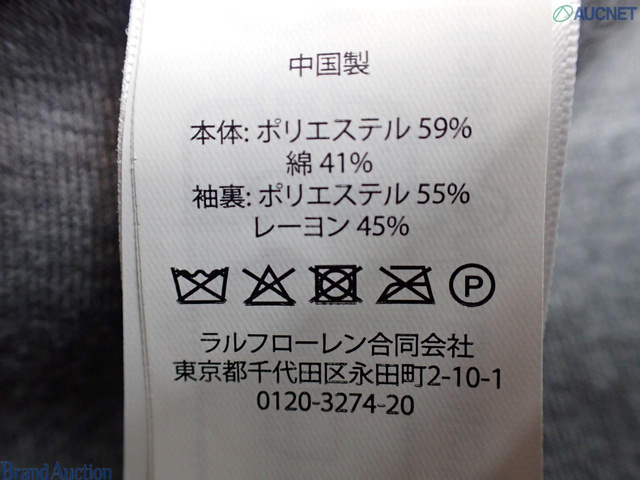 AUCNET
中国製
本体: ポリエステル 59%
綿 41%
袖裏: ポリエステル 55%
レーヨン 45%
P
ラルフローレン合同会社
東京都千代田区永田町2-10-1
0120-3274-20
Brand Auction